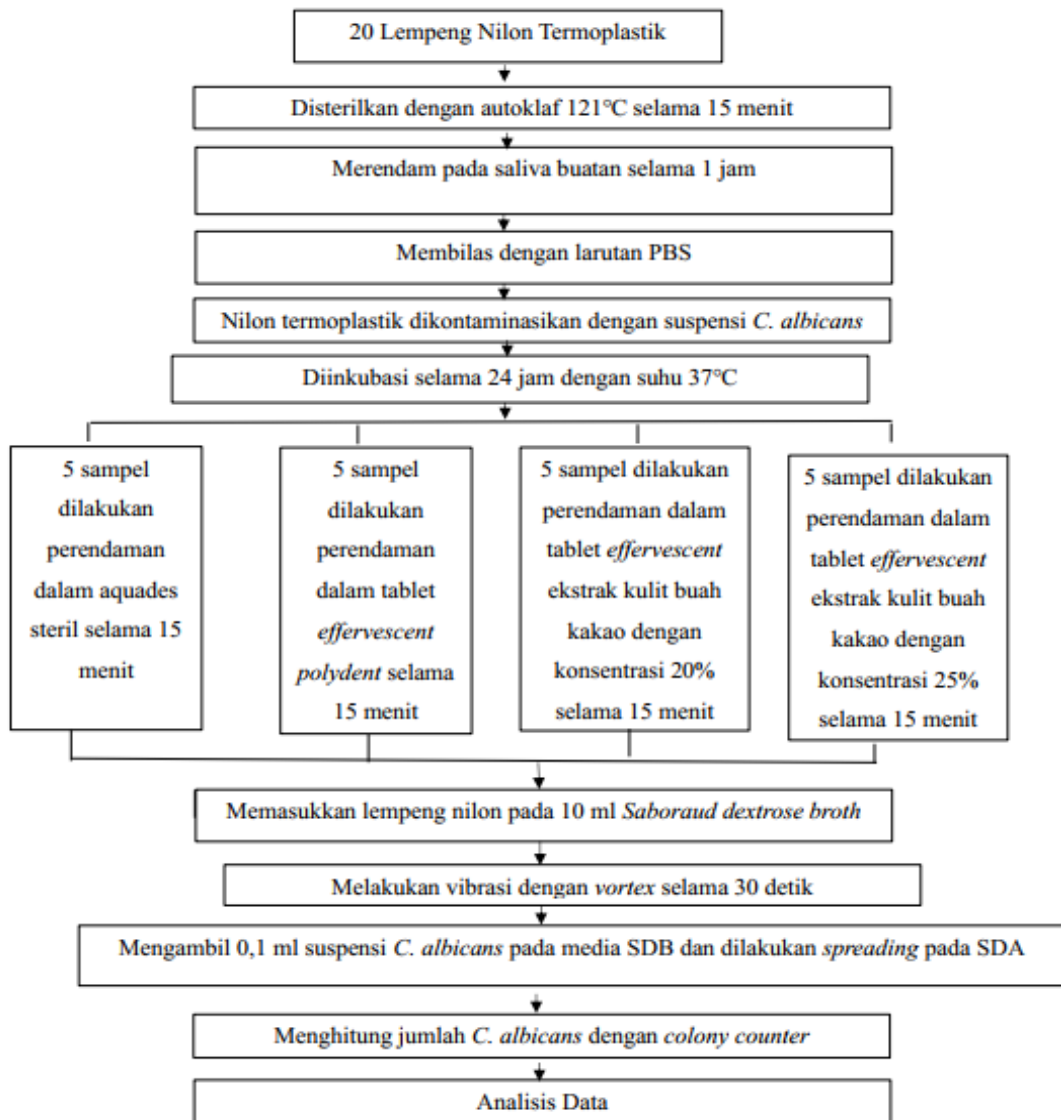 20 Lempeng Nilon Termoplastik
Disterilkan dengan autoklaf 121°C selama 15 menit
Merendam pada saliva buatan selama 1 jam
Membilas dengan larutan PBS
Nilon termoplastik dikontaminasikan dengan suspensi C. albicans
Diinkubasi selama 24 jam dengan suhu 37°C
5 sampel
dilakukan
perendaman
dalam aquades
steril selama 15
menit
5 sampel
dilakukan
perendaman
dalam tablet
effervescent
polydent selama
15 menit
5 sampel dilakukan
perendaman dalam
tablet effervescent
ekstrak kulit buah
kakao dengan
konsentrasi 20%
selama 15 menit
5 sampel dilakukan
perendaman dalam
tablet effervescent
ekstrak kulit buah
kakao dengan
konsentrasi 25%
selama 15 menit
Memasukkan lempeng nilon pada 10 ml Saboraud dextrose broth
Melakukan vibrasi dengan vortex selama 30 detik
Mengambil 0,1 ml suspensi C. albicans pada media SDB dan dilakukan spreading pada SDA
Menghitung jumlah C. albicans dengan colony counter
Analisis Data